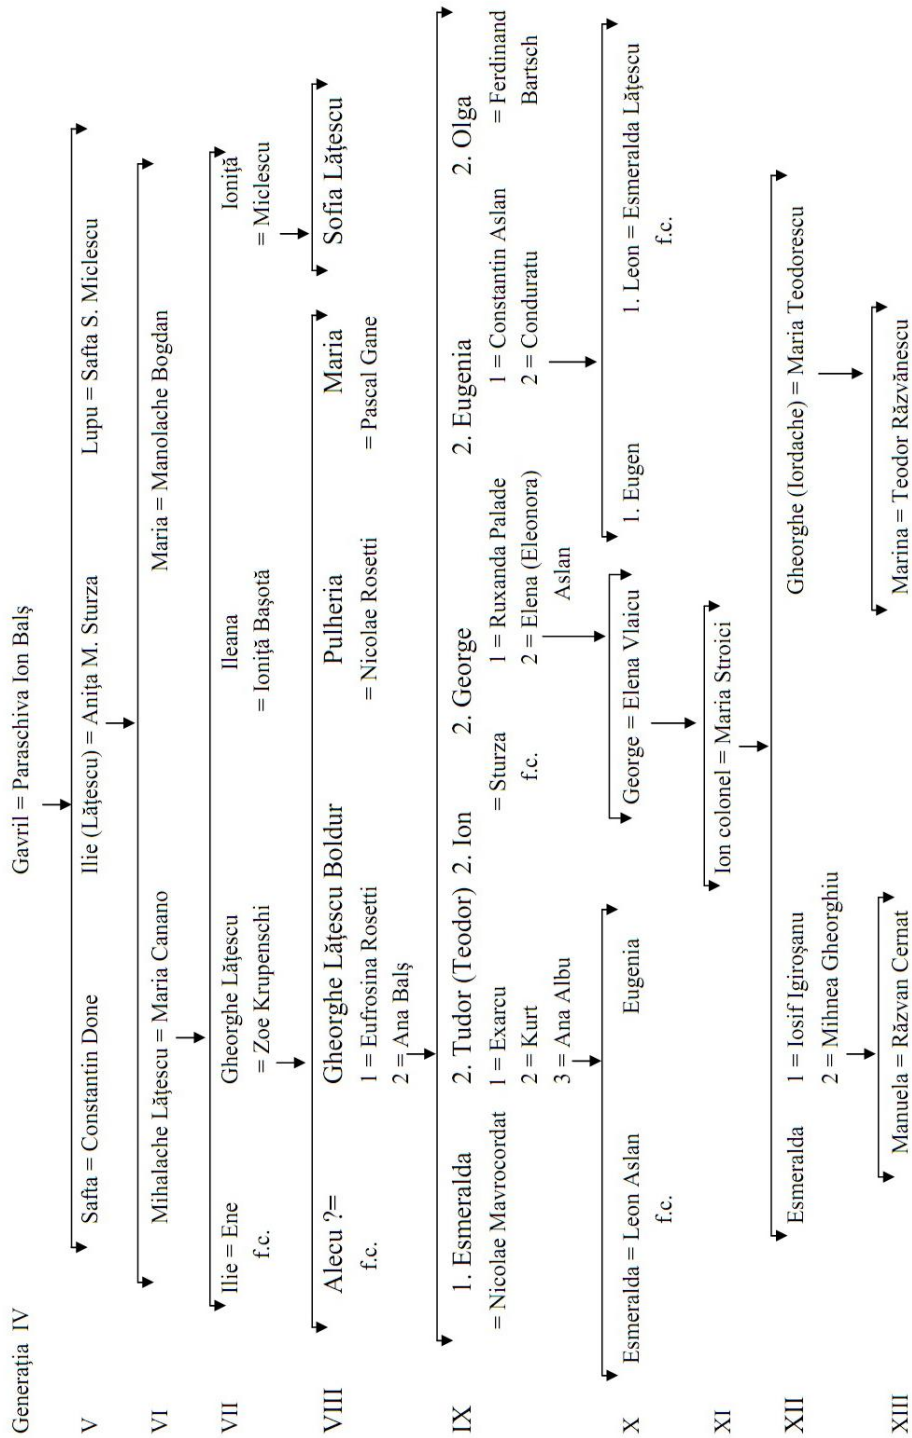 Generația IV
Gavril = Paraschiva Ion Balș
V
Safta = Constantin Done
Ilie (Lățescu) = Anița M. Sturza
Lupu = Safta S. Miclescu
VI
Mihalache Lățescu = Maria Canano
Maria = Manolache Bogdan
VII
Ilie = Ene
f.c.
Gheorghe Lățescu
= Zoe Krupenschi
Ileana
= Ioniță Bașotă
Ioniță
= Miclescu
VIII
Alecu ?=
f.c.
Gheorghe Lățescu Boldur
1 = Eufrosina Rosetti
2 = Ana Balș
Pulheria
= Nicolae Rosetti
Maria
= Pascal Gane
Sofia Lățescu
IX
1. Esmeralda
= Nicolae Mavrocordat
2. Tudor (Teodor)
1 = Exarcu
2 = Kurt
3 = Ana Albu
2. Ion
= Sturza
f.c.
2. George
1 = Ruxanda Palade
2 = Elena (Eleonora)
Aslan
2. Eugenia
1 = Constantin Aslan
2 = Conduratu
2. Olga
= Ferdinand
Bartsch
X
Esmeralda = Leon Aslan
f.c.
Eugenia
George = Elena Vlaicu
1. Eugen
1. Leon = Esmeralda Lățescu
f.c.
XI
Ion colonel = Maria Stroici
XII
Esmeralda
1 = Iosif Igiroșanu
2 = Mihnea Gheorghiu
Gheorghe (Iordache) = Maria Teodorescu
XIII
Manuela = Răzvan Cernat
Marina = Teodor Răzvănescu